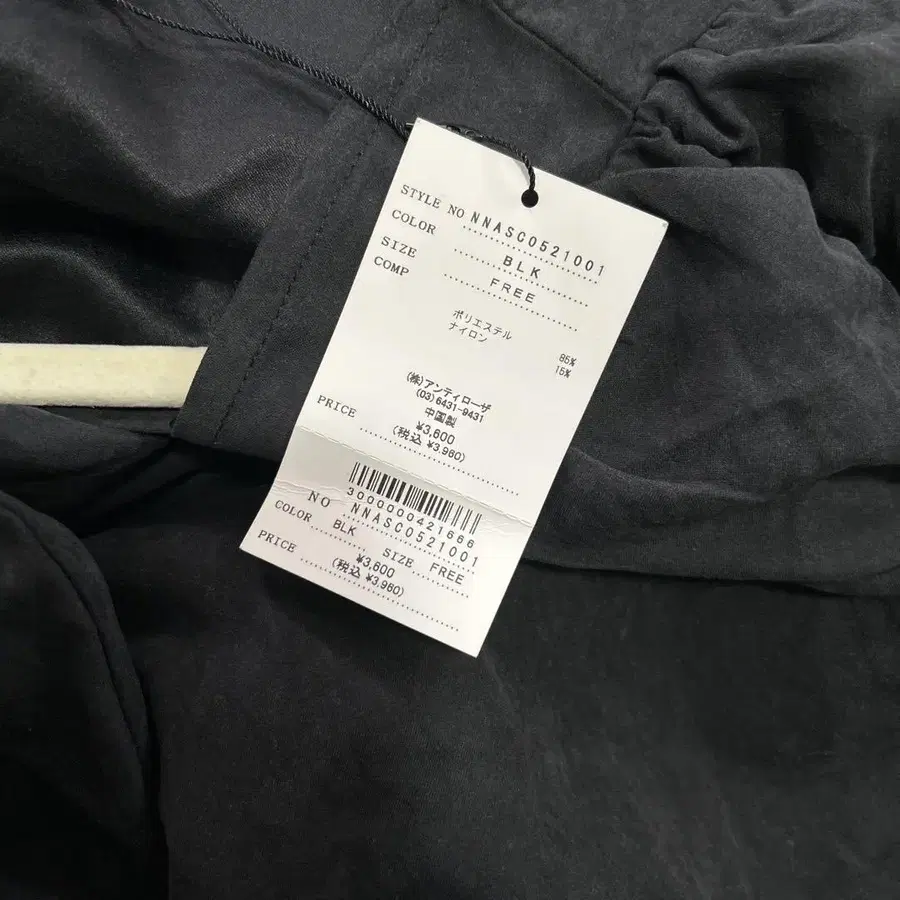 STYLE NO NNASC0521001
COLOR BLK
SIZE FREE
COMP
ポリエステル 85%
ナイロン 15%
(株)アンティローザ
(03)6431-9431
中国製
PRICE ¥3,600
(税込 ¥3,960)
3000000421666
NO NNASC0521001
COLOR BLK SIZE FREE
PRICE ¥3,600
(税込 ¥3,960)